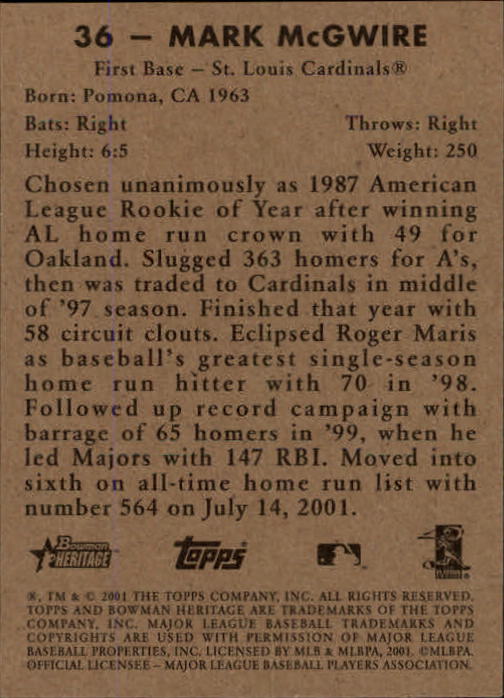 36 – MARK McGWIRE
First Base – St. Louis Cardinals®
Born: Pomona, CA 1963
Bats: Right Throws: Right
Height: 6:5 Weight: 250
Chosen unanimously as 1987 American
League Rookie of Year after winning
AL home run crown with 49 for
Oakland. Slugged 363 homers for A's,
then was traded to Cardinals in middle
of '97 season. Finished that year with
58 circuit clouts. Eclipsed Roger Maris
as baseball's greatest single-season
home run hitter with 70 in '98.
Followed up record campaign with
barrage of 65 homers in '99, when he
led Majors with 147 RBI. Moved into
sixth on all-time home run list with
number 564 on July 14, 2001.
Bowman
HERITAGE
TOPPS
®, TM & © 2001 THE TOPPS COMPANY, INC. ALL RIGHTS RESERVED.
TOPPS AND BOWMAN HERITAGE ARE TRADEMARKS OF THE TOPPS
COMPANY, INC. MAJOR LEAGUE BASEBALL TRADEMARKS AND
COPYRIGHTS ARE USED WITH PERMISSION OF MAJOR LEAGUE
BASEBALL PROPERTIES, INC. LICENSED BY MLB & MLBPA, 2001. ©MLBPA.
OFFICIAL LICENSEE – MAJOR LEAGUE BASEBALL PLAYERS ASSOCIATION.